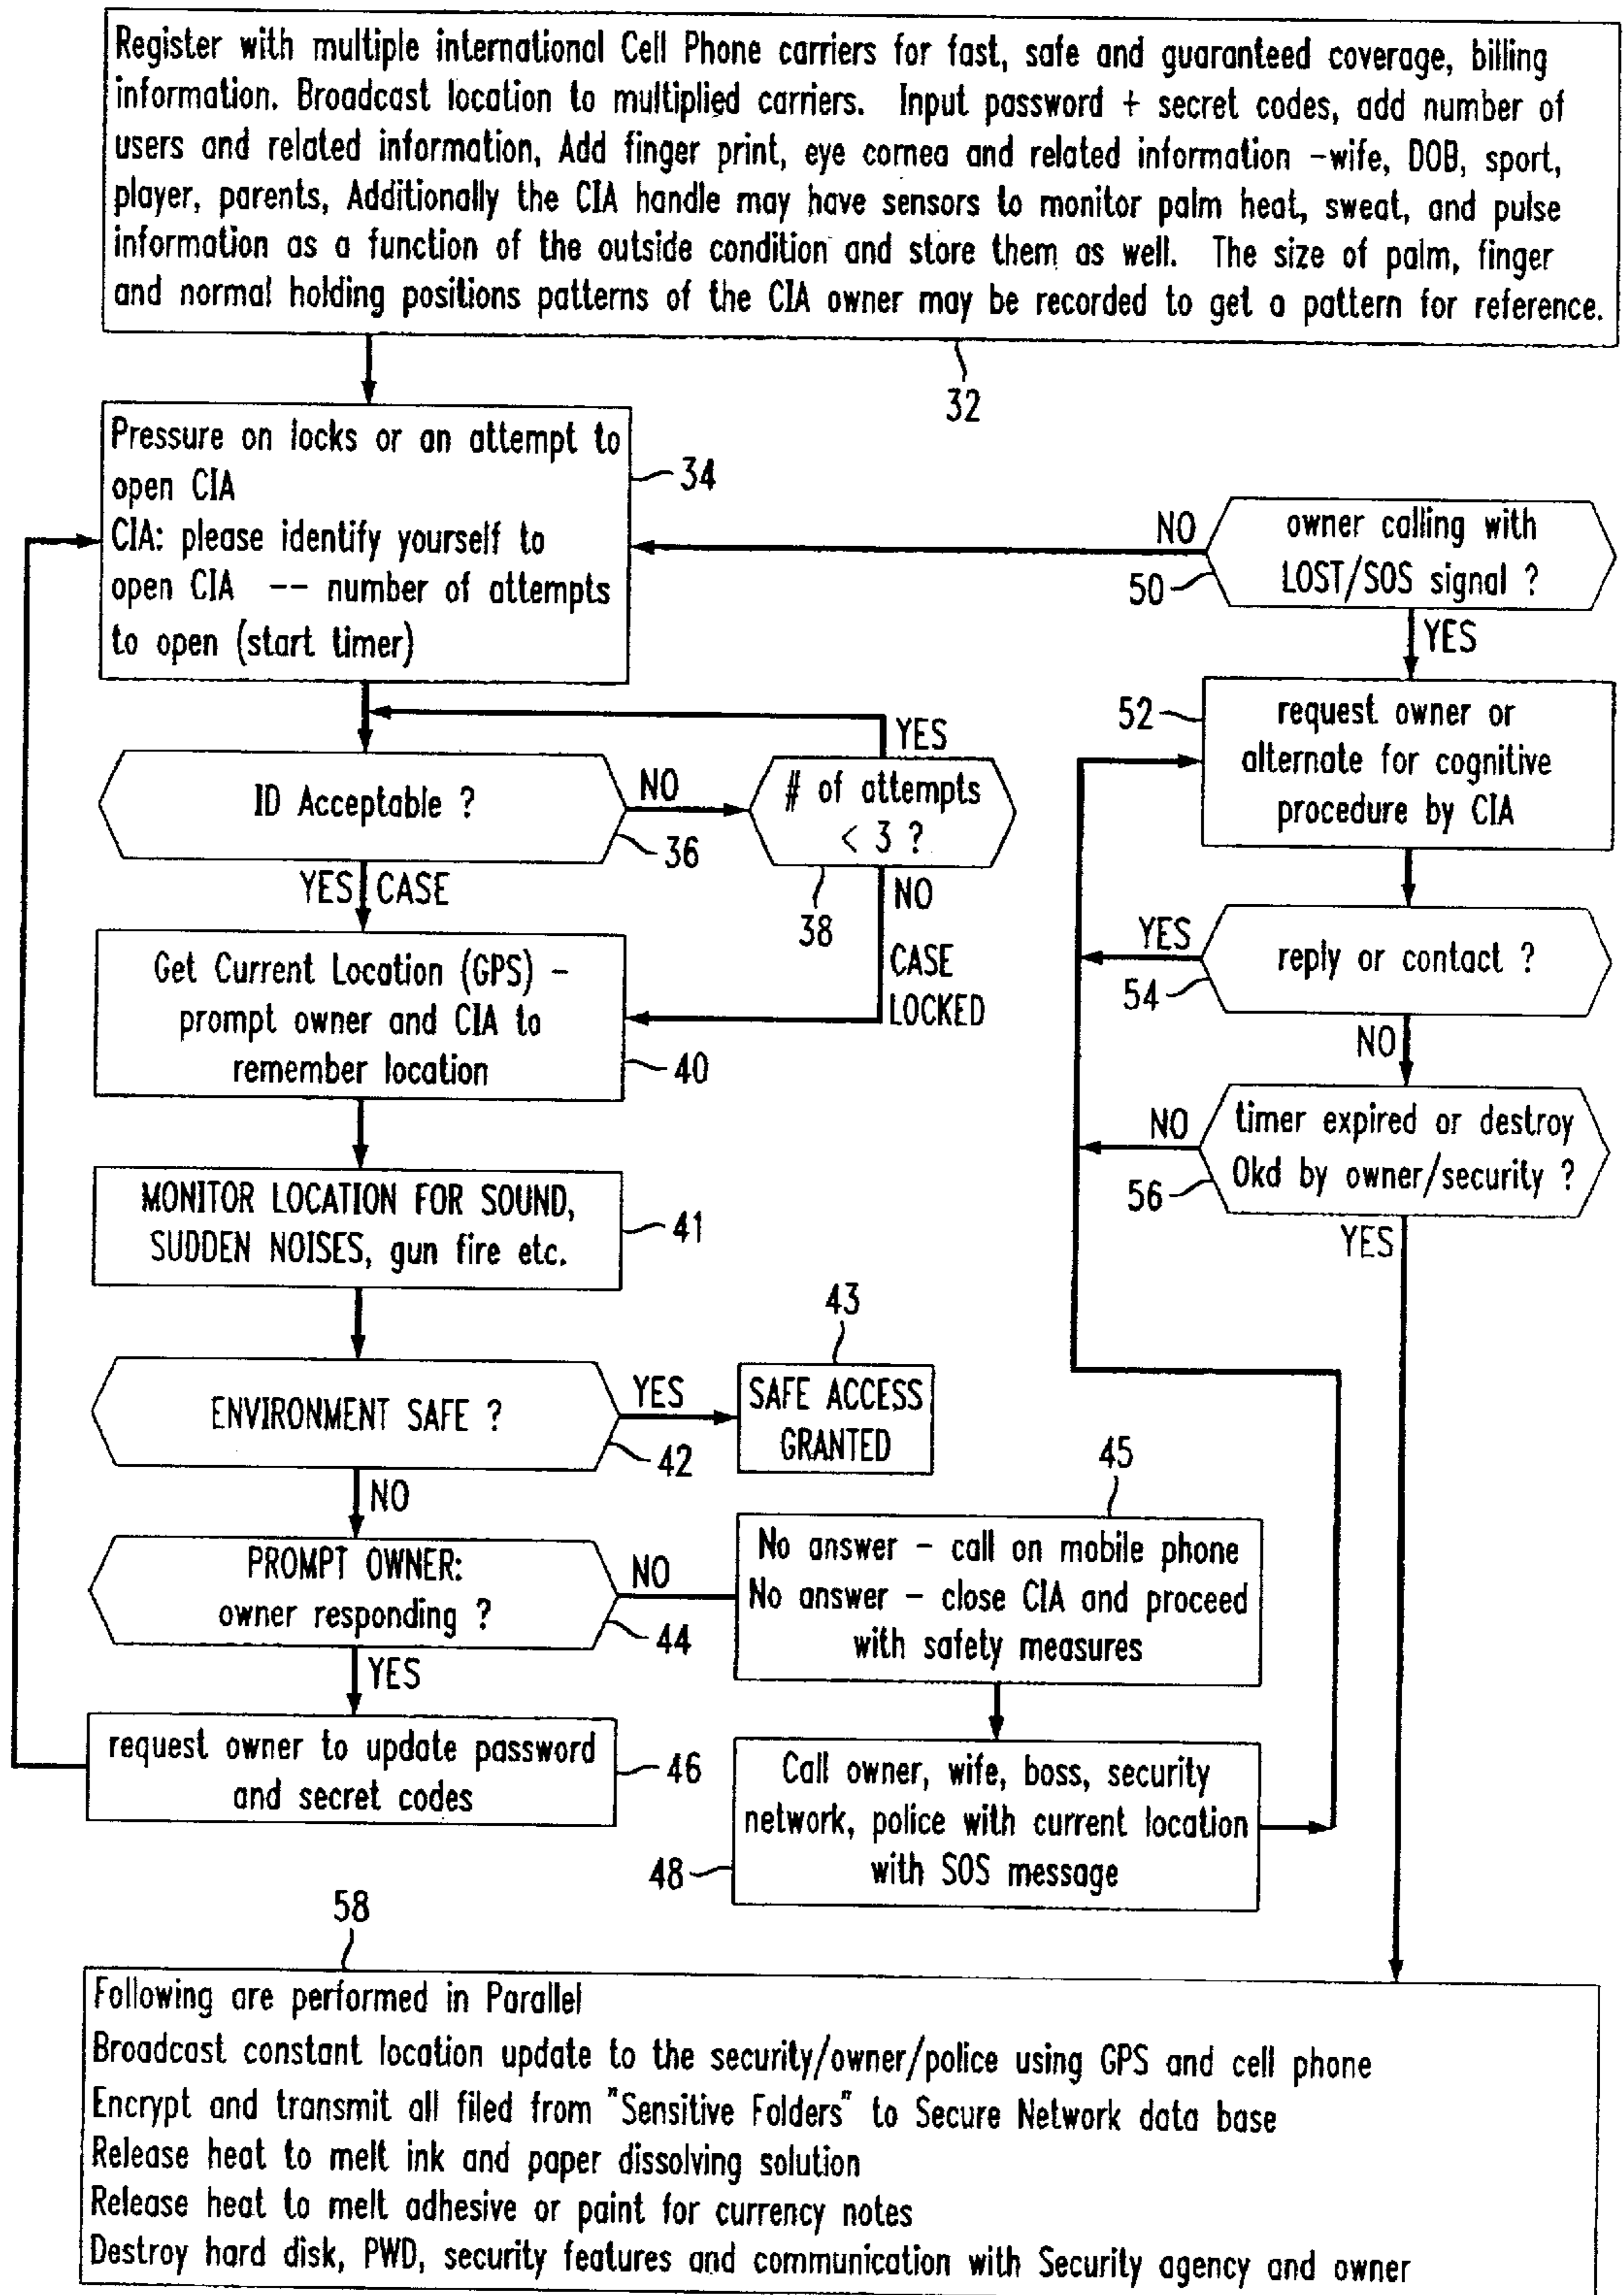 Register with multiple international Cell Phone carriers for fast, safe and guaranteed coverage, billing
information. Broadcast location to multiplied carriers. Input password + secret codes, add number of
users and related information, Add finger print, eye cornea and related information -wife, DOB, sport,
player, parents, Additionally the CIA handle may have sensors to monitor palm heat, sweat, and pulse
information as a function of the outside condition and store them as well. The size of palm, finger
and normal holding positions patterns of the CIA owner may be recorded to get a pattern for reference.
32
Pressure on locks or an attempt to
open CIA
CIA: please identify yourself to
open CIA -- number of attempts
to open (start timer)
34
NO
owner calling with
LOST/SOS signal ?
50
YES
52
request owner or
alternate for cognitive
procedure by CIA
YES
ID Acceptable ?
36
NO
# of attempts
< 3 ?
38
YES CASE
NO
CASE
LOCKED
YES
reply or contact ?
54
NO
Get Current Location (GPS) -
prompt owner and CIA to
remember location
40
NO
timer expired or destroy
Okd by owner/security ?
56
YES
MONITOR LOCATION FOR SOUND,
SUDDEN NOISES, gun fire etc.
41
ENVIRONMENT SAFE ?
42
YES
43
SAFE ACCESS
GRANTED
NO
PROMPT OWNER:
owner responding ?
44
NO
45
No answer - call on mobile phone
No answer - close CIA and proceed
with safety measures
YES
request owner to update password
and secret codes
46
Call owner, wife, boss, security
network, police with current location
with SOS message
48
58
Following are performed in Parallel
Broadcast constant location update to the security/owner/police using GPS and cell phone
Encrypt and transmit all filed from "Sensitive Folders" to Secure Network data base
Release heat to melt ink and paper dissolving solution
Release heat to melt adhesive or paint for currency notes
Destroy hard disk, PWD, security features and communication with Security agency and owner